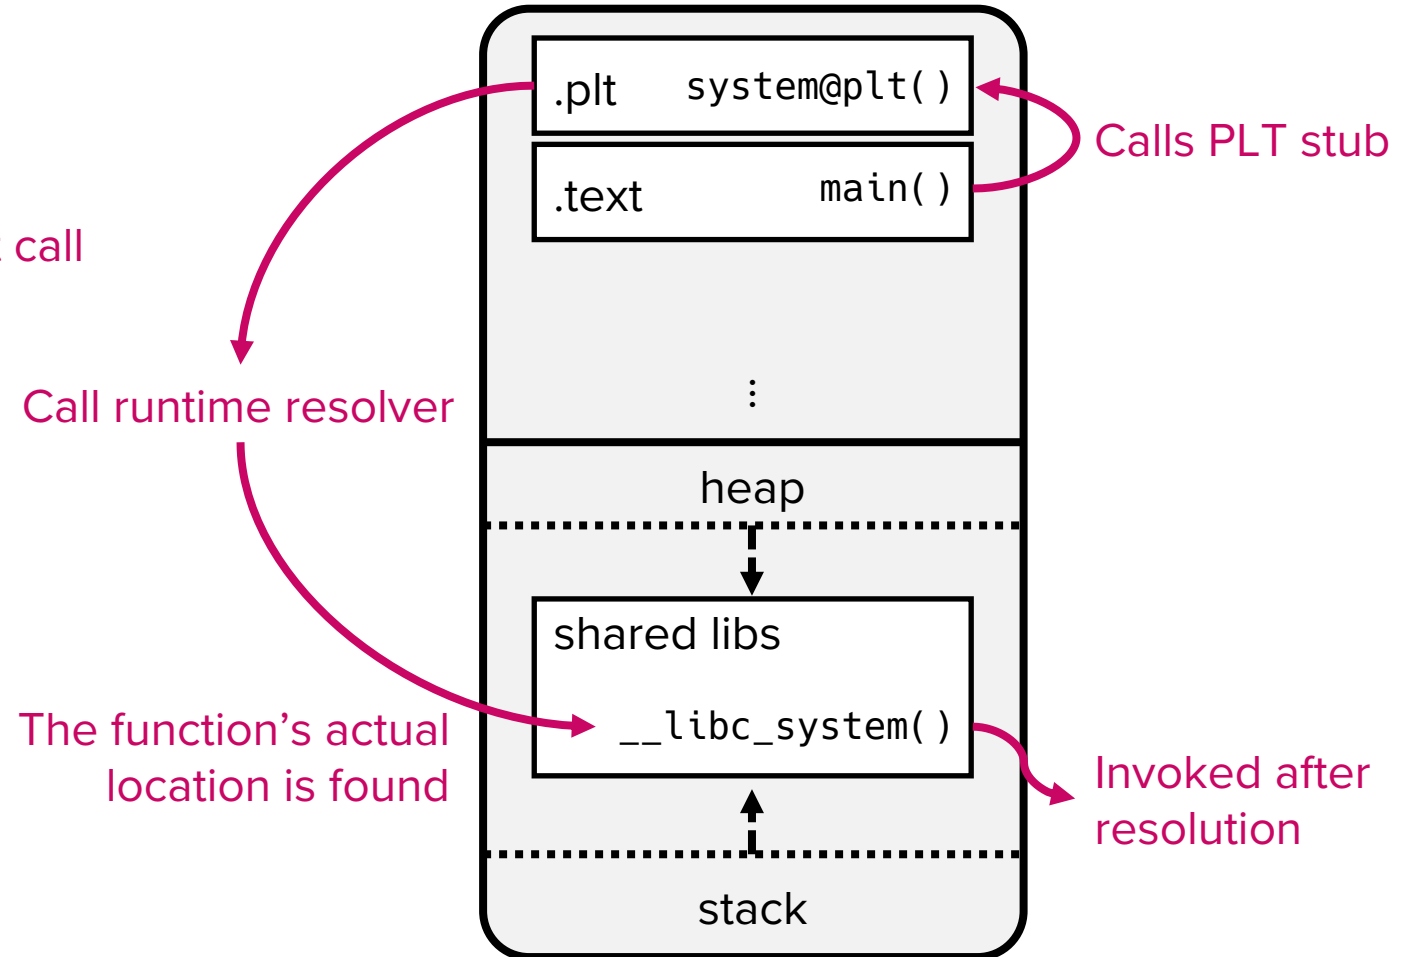 .plt system@plt()
Calls PLT stub
.text main()
call
Call runtime resolver
⋮
heap
shared libs
The function’s actual
location is found
__libc_system()
Invoked after
resolution
stack